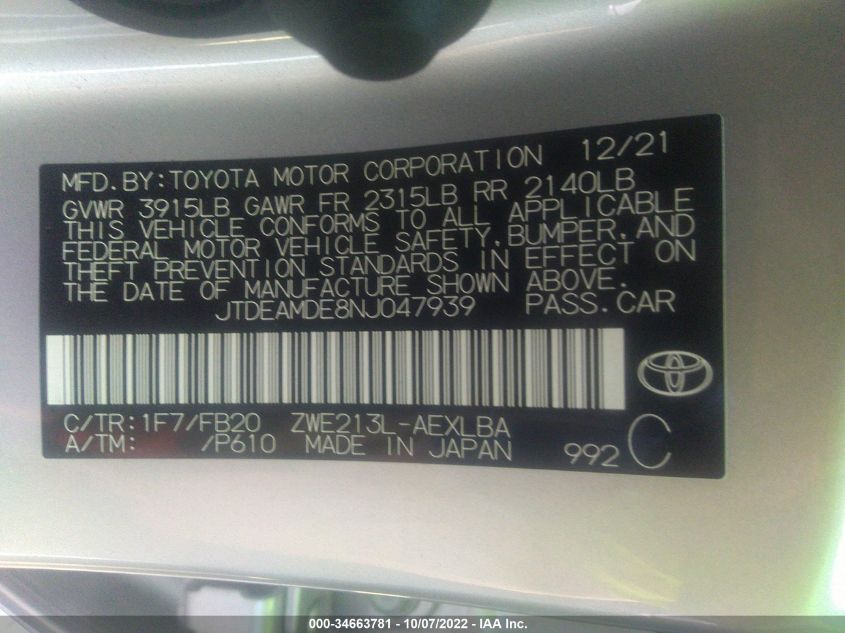 MFD.BY:TOYOTA MOTOR CORPORATION 12/21
GVWR 3915LB GAWR FR 2315LB RR 2140LB
THIS VEHICLE CONFORMS TO ALL APPLICABLE
FEDERAL MOTOR VEHICLE SAFETY,BUMPER,AND
THEFT PREVENTION STANDARDS IN EFFECT ON
THE DATE OF MANUFACTURE SHOWN ABOVE.
JTDEAMDE8NJ047939 PASS.CAR
C/TR:1F7/FB20 ZWE213L-AEXLBA
A/TM: /P610 MADE IN JAPAN 992 C
000-34663781 - 10/07/2022 - IAA Inc.